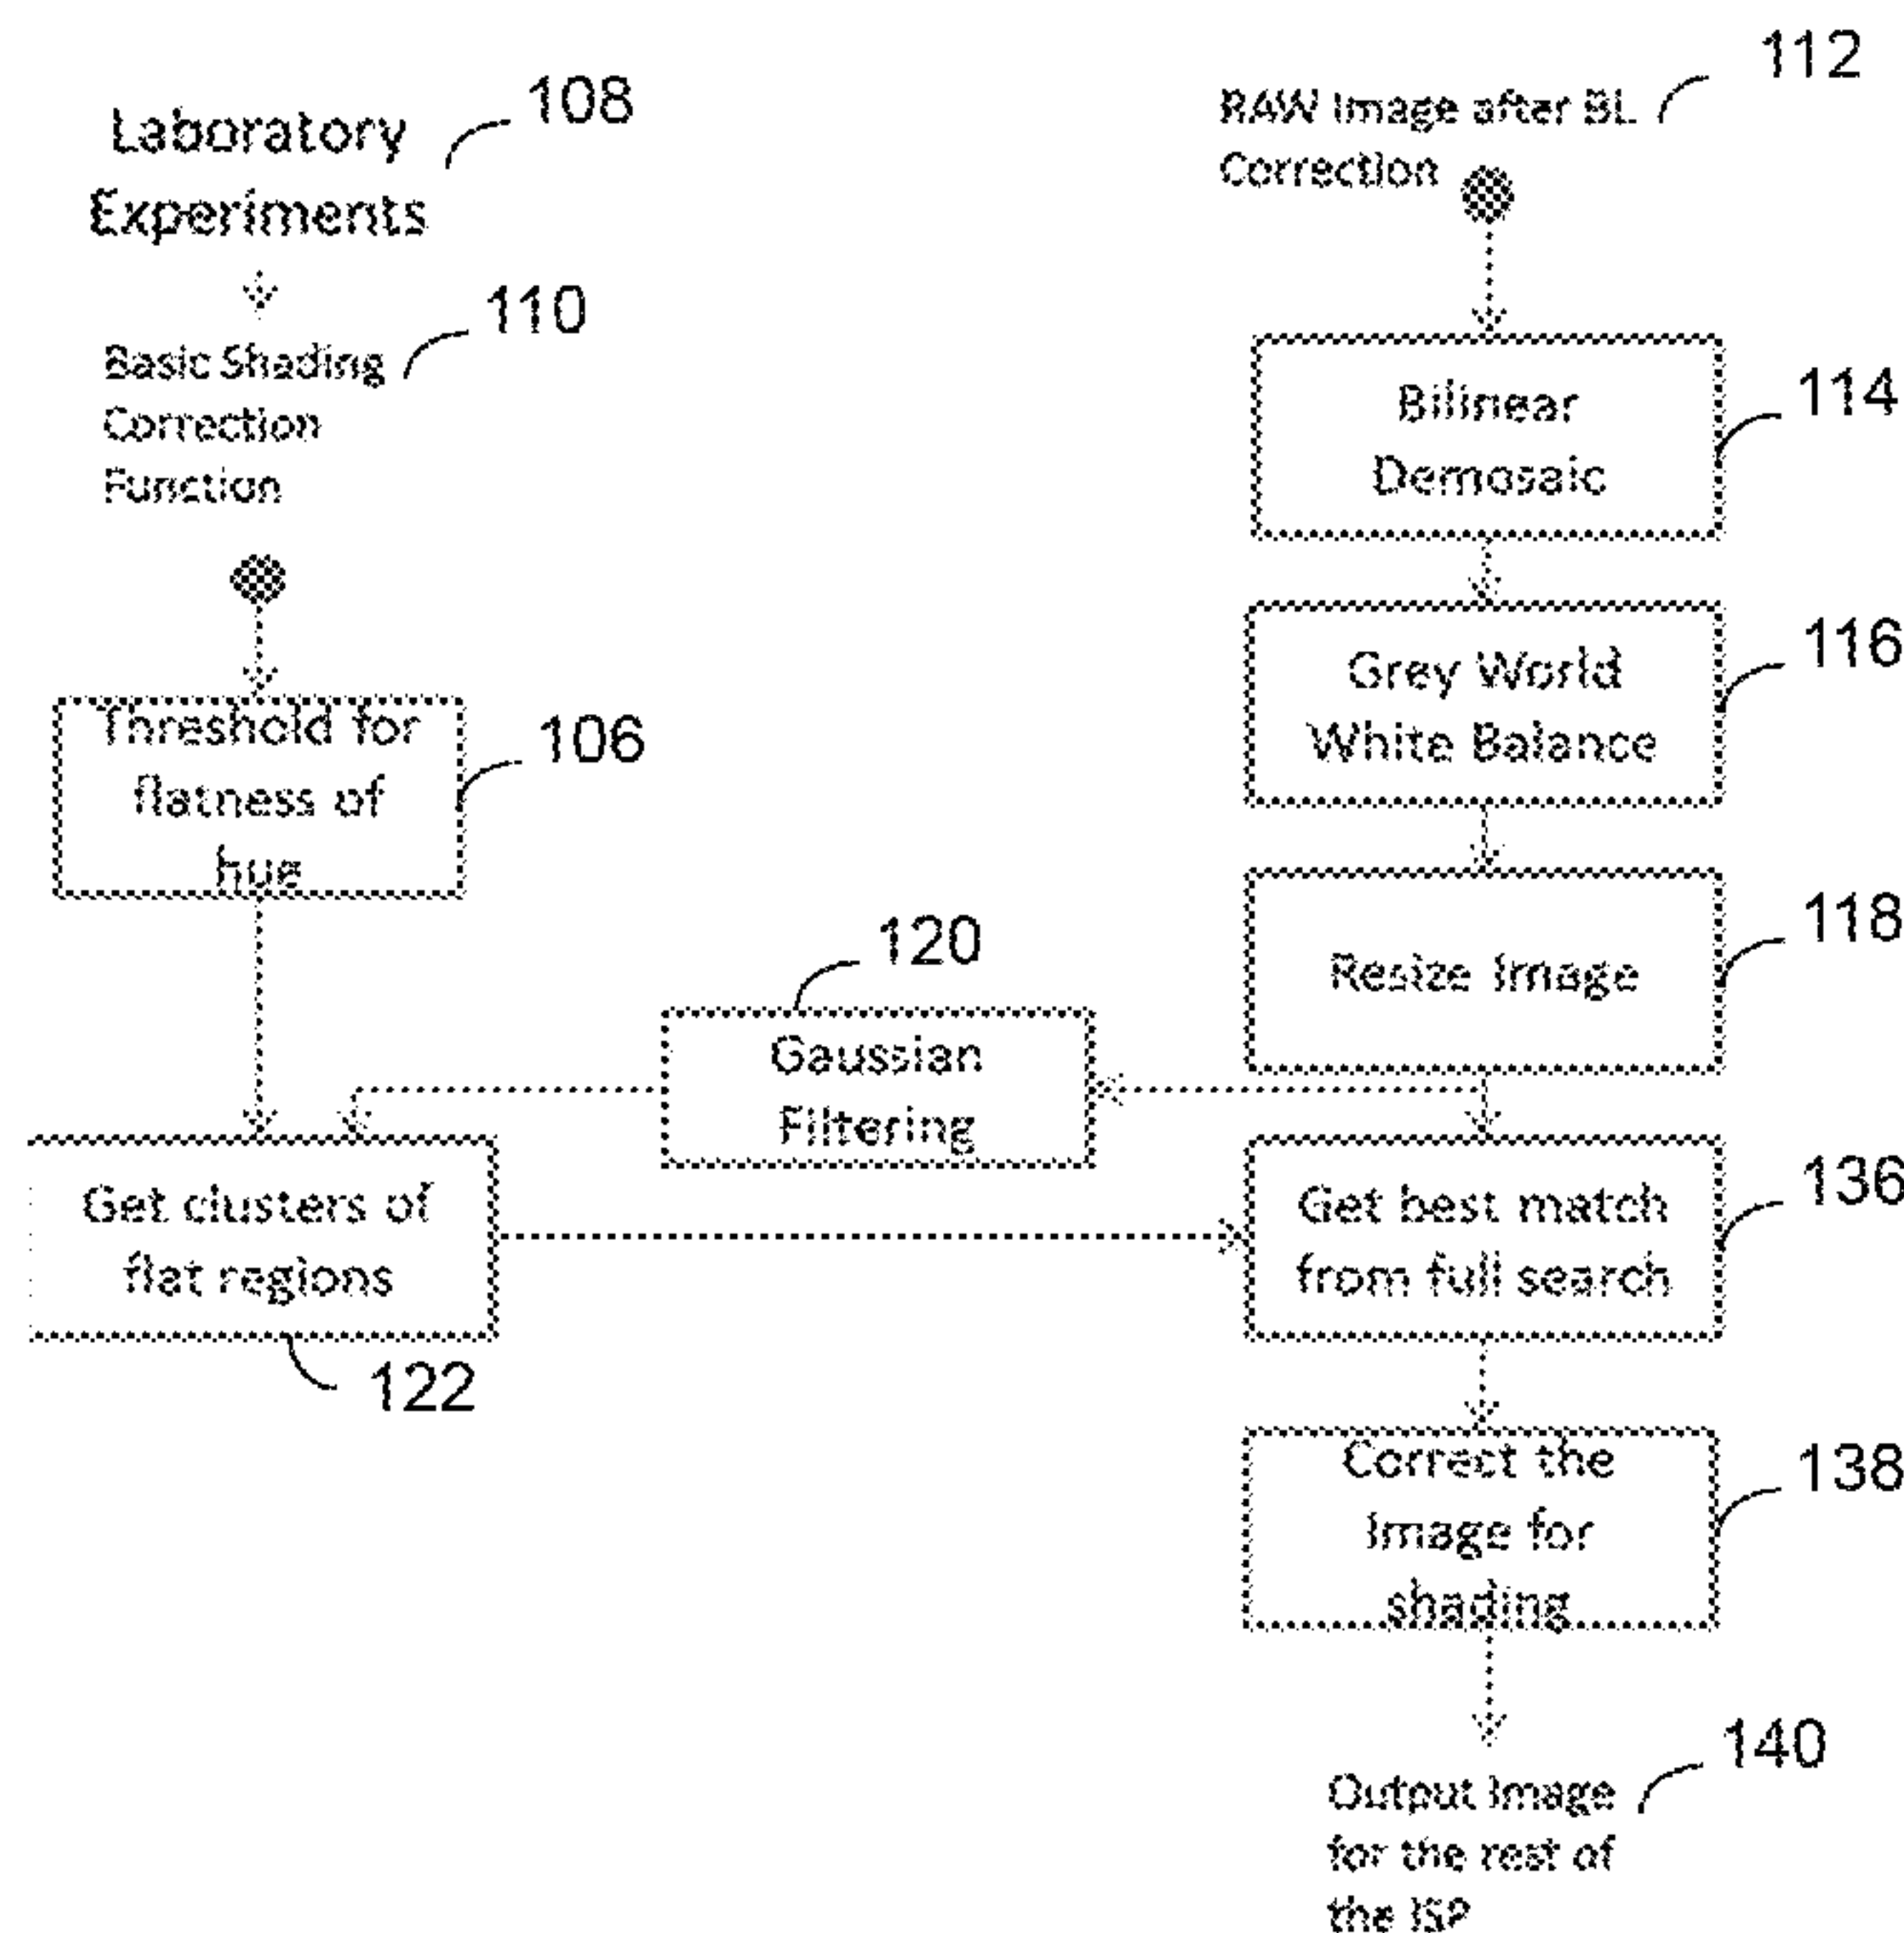 Laboratory
Experiments
108
Basic Shading
Correction
Function
110
Threshold for
flatness of
hue
106
Get clusters of
flat regions
122
Gaussian
Filtering
120
RAW Image after BL
Correction
112
Bilinear
Demosaic
114
Grey World
White Balance
116
Resize Image
118
Get best match
from full search
136
Correct the
Image for
shading
138
Output Image
for the rest of
the ISP
140